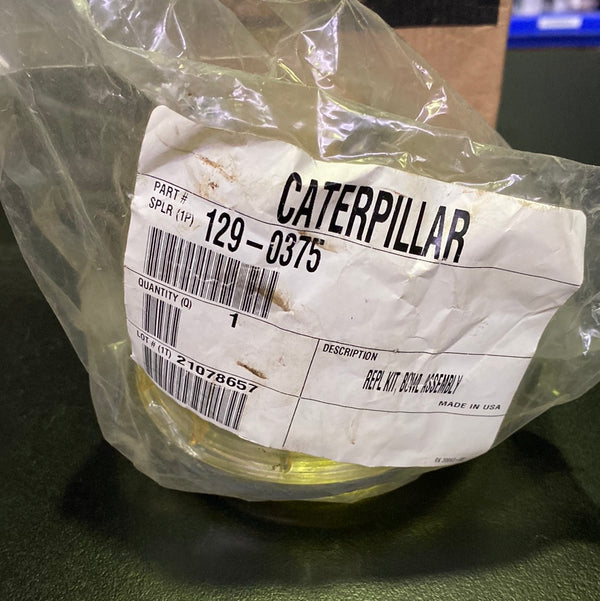 CATERPILLAR
PART #
SPLR (1P)
129-0375
QUANTITY (Q)
1
LOT # (1T) 21078657
DESCRIPTION
REPL KIT, BOWL ASSEMBLY
MADE IN USA